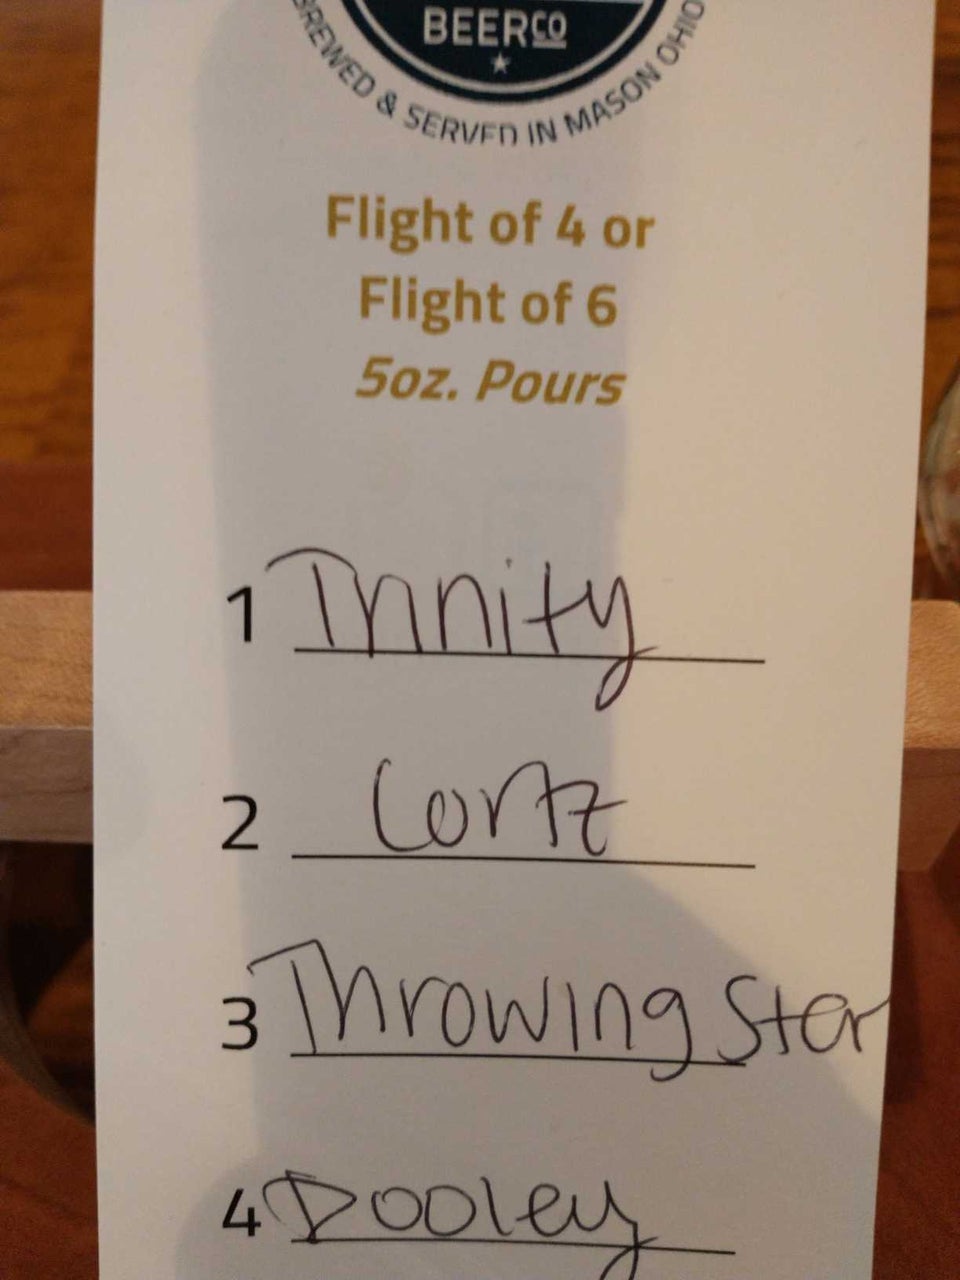 BEERCO
BREWED & SERVED IN MASON OHIO
Flight of 4 or
Flight of 6
5oz. Pours
1 Trinity
2 Cortz
3 Throwing Star
4 Dooley